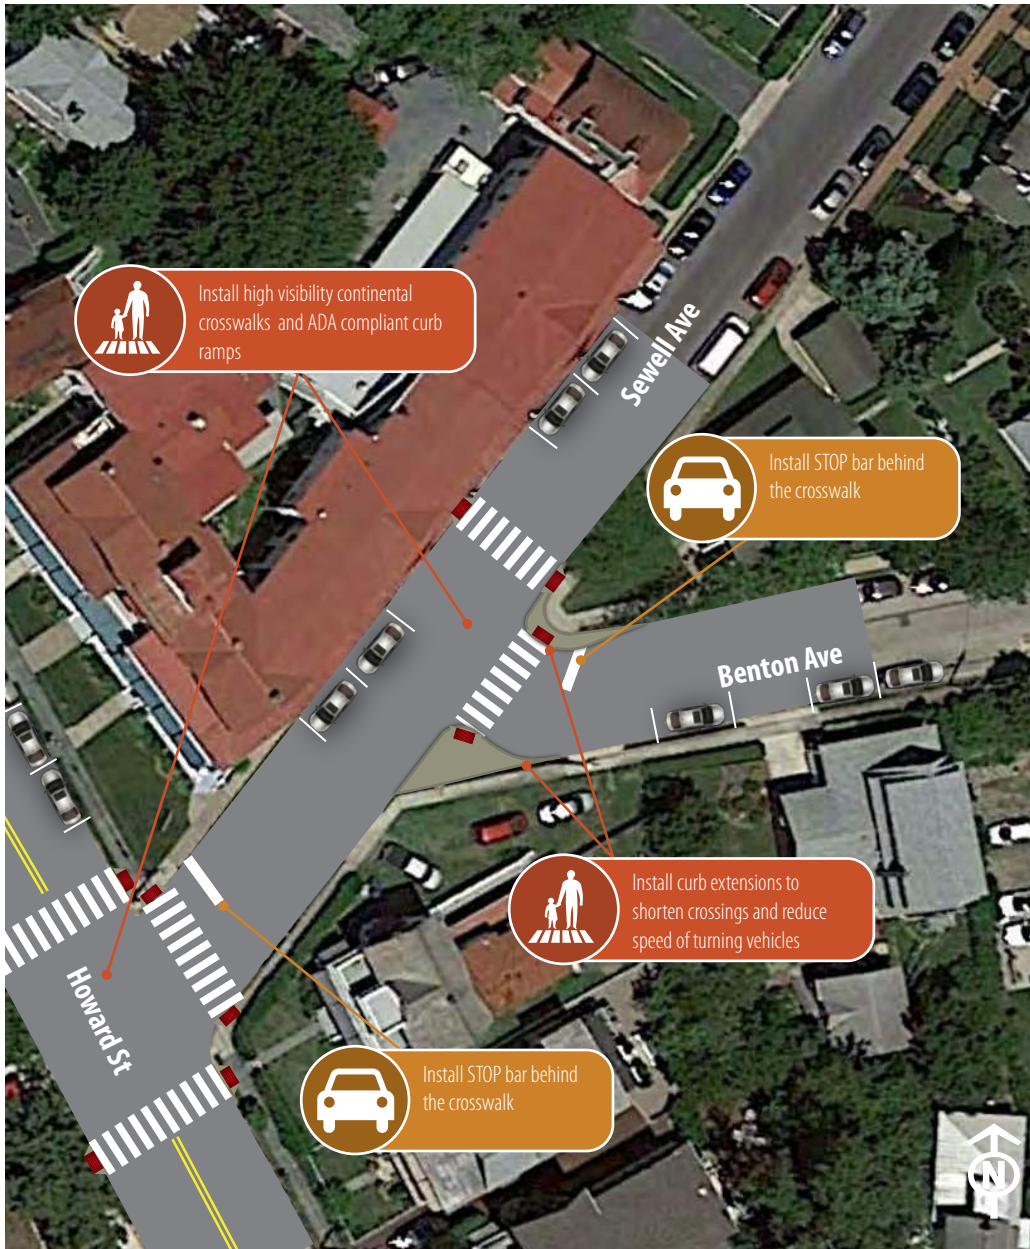 Install high visibility continental
crosswalks and ADA compliant curb
ramps
Sewell Ave
Install STOP bar behind
the crosswalk
Benton Ave
Install curb extensions to
shorten crossings and reduce
speed of turning vehicles
Howard St
Install STOP bar behind
the crosswalk
N